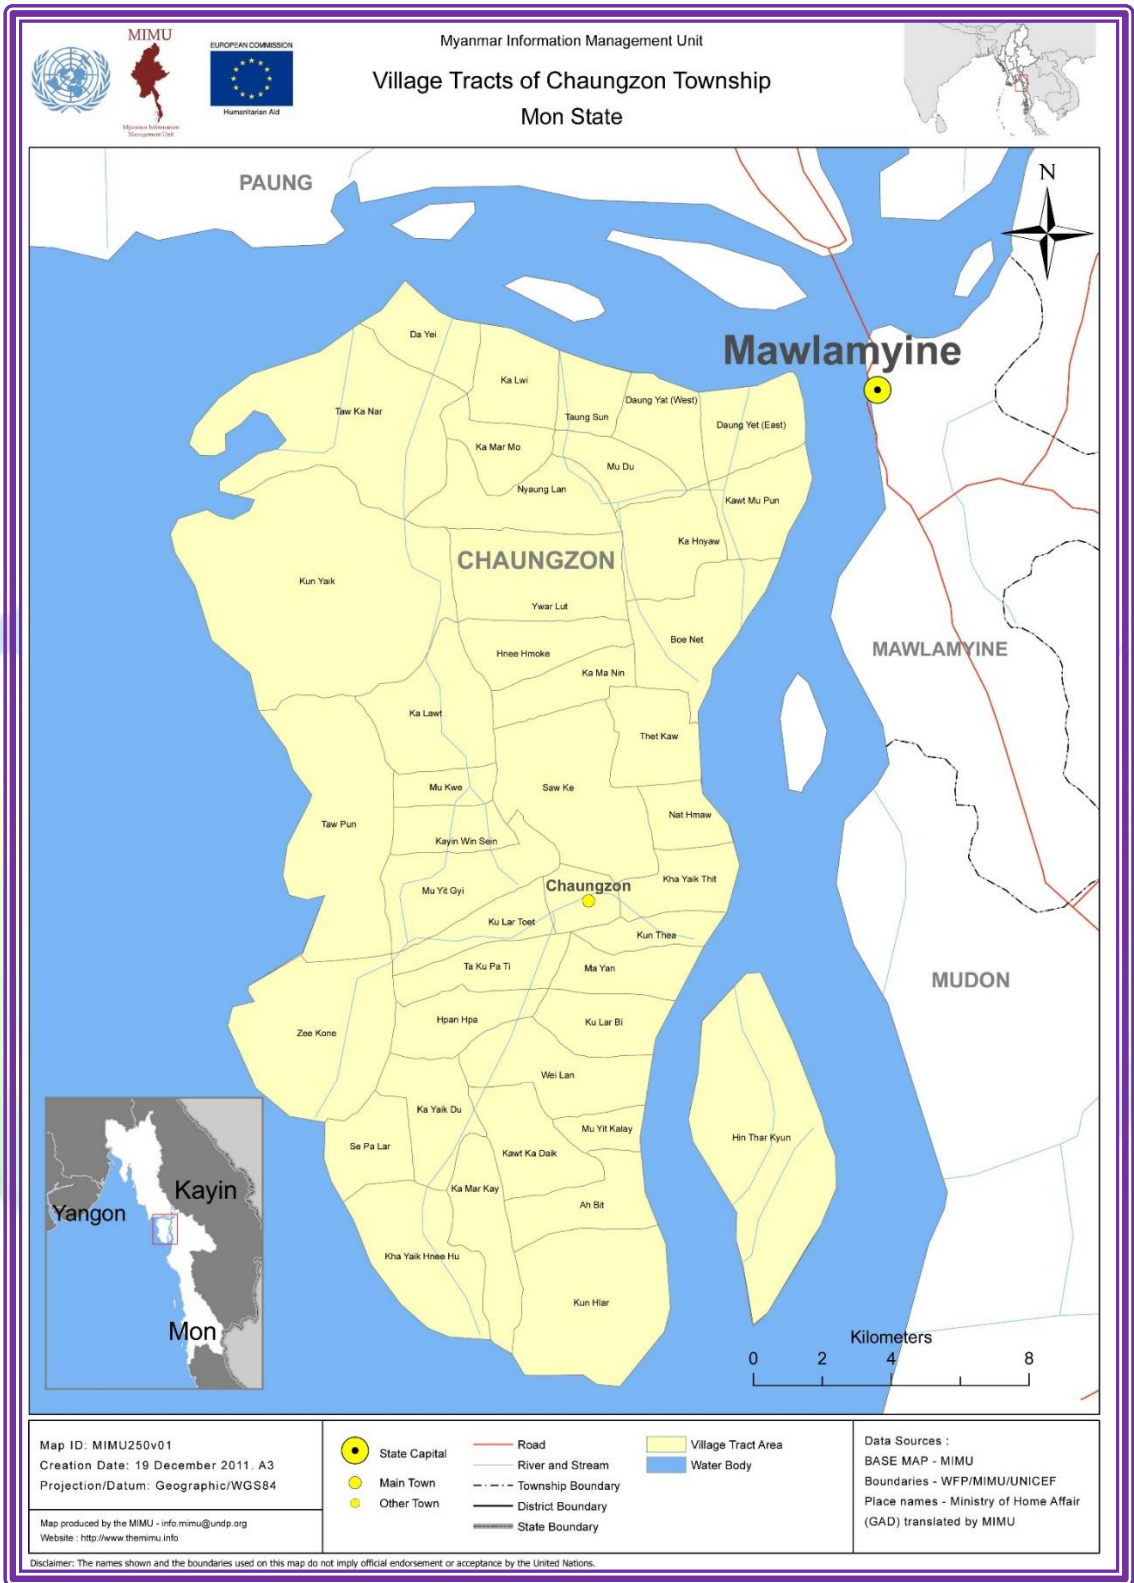 MIMU
Myanmar Information
Management Unit
EUROPEAN COMMISSION
Humanitarian Aid
Myanmar Information Management Unit
Village Tracts of Chaungzon Township
Mon State
PAUNG
N
Mawlamyine
Da Yei
Ka Lwi
Taw Ka Nar
Daung Yat (West)
Taung Sun
Daung Yet (East)
Ka Mar Mo
Mu Du
Nyaung Lan
Kawt Mu Pun
Ka Hnyaw
CHAUNGZON
Kun Yaik
Ywar Lut
Boe Net
MAWLAMYINE
Hnee Hmoke
Ka Ma Nin
Ka Lawt
Thet Kaw
Mu Kwe
Saw Ke
Nat Hmaw
Taw Pun
Kayin Win Sein
Kha Yaik Thit
Chaungzon
Mu Yit Gyi
Ku Lar Toet
Kun Thea
Ta Ku Pa Ti
Ma Yan
MUDON
Hpan Hpa
Ku Lar Bi
Zee Kone
Wei Lan
Ka Yaik Du
Mu Yit Kalay
Hin Thar Kyun
Se Pa Lar
Kawt Ka Daik
Ka Mar Kay
Ah Bit
Kha Yaik Hnee Hu
Kun Hlar
Kayin
Yangon
Mon
Kilometers
0 2 4 8
Map ID: MIMU250v01
Creation Date: 19 December 2011. A3
Projection/Datum: Geographic/WGS84
Map produced by the MIMU - info.mimu@undp.org
Website : http://www.themimu.info
State Capital
Main Town
Other Town
Road
River and Stream
Township Boundary
District Boundary
State Boundary
Village Tract Area
Water Body
Data Sources :
BASE MAP - MIMU
Boundaries - WFP/MIMU/UNICEF
Place names - Ministry of Home Affair
(GAD) translated by MIMU
Disclaimer: The names shown and the boundaries used on this map do not imply official endorsement or acceptance by the United Nations.